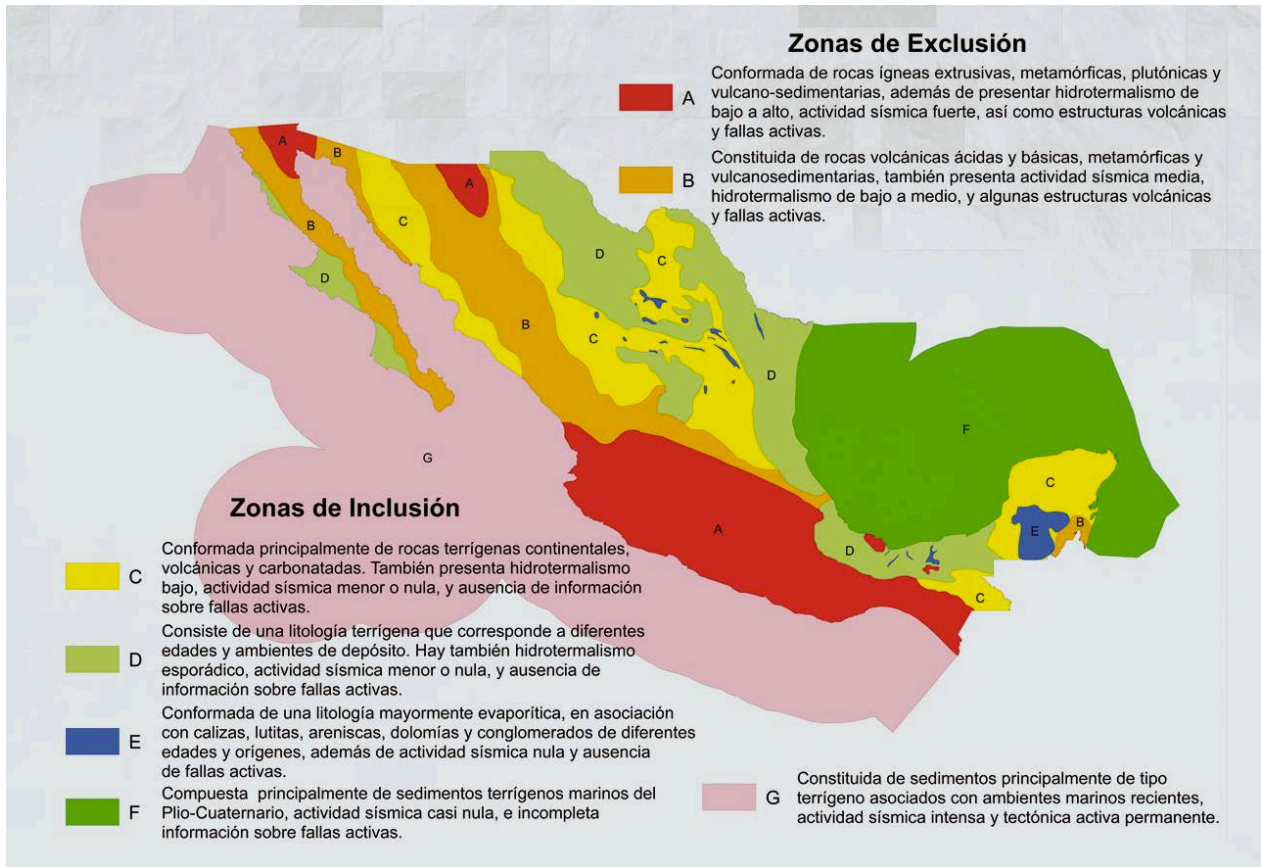 Zonas de Exclusión
A
Conformada de rocas ígneas extrusivas, metamórficas, plutónicas y
vulcano-sedimentarias, además de presentar hidrotermalismo de
bajo a alto, actividad sísmica fuerte, así como estructuras volcánicas
y fallas activas.
B
Constituida de rocas volcánicas ácidas y básicas, metamórficas y
vulcanosedimentarias, también presenta actividad sísmica media,
hidrotermalismo de bajo a medio, y algunas estructuras volcánicas
y fallas activas.
A
B
A
C
B
D
C
D
B
C
D
F
G
C
A
E
B
D
C
Zonas de Inclusión
C
Conformada principalmente de rocas terrígenas continentales,
volcánicas y carbonatadas. También presenta hidrotermalismo
bajo, actividad sísmica menor o nula, y ausencia de información
sobre fallas activas.
D
Consiste de una litología terrígena que corresponde a diferentes
edades y ambientes de depósito. Hay también hidrotermalismo
esporádico, actividad sísmica menor o nula, y ausencia de
información sobre fallas activas.
E
Conformada de una litología mayormente evaporítica, en asociación
con calizas, lutitas, areniscas, dolomías y conglomerados de diferentes
edades y orígenes, además de actividad sísmica nula y ausencia
de fallas activas.
F
Compuesta principalmente de sedimentos terrígenos marinos del
Plio-Cuaternario, actividad sísmica casi nula, e incompleta
información sobre fallas activas.
G
Constituida de sedimentos principalmente de tipo
terrígeno asociados con ambientes marinos recientes,
actividad sísmica intensa y tectónica activa permanente.